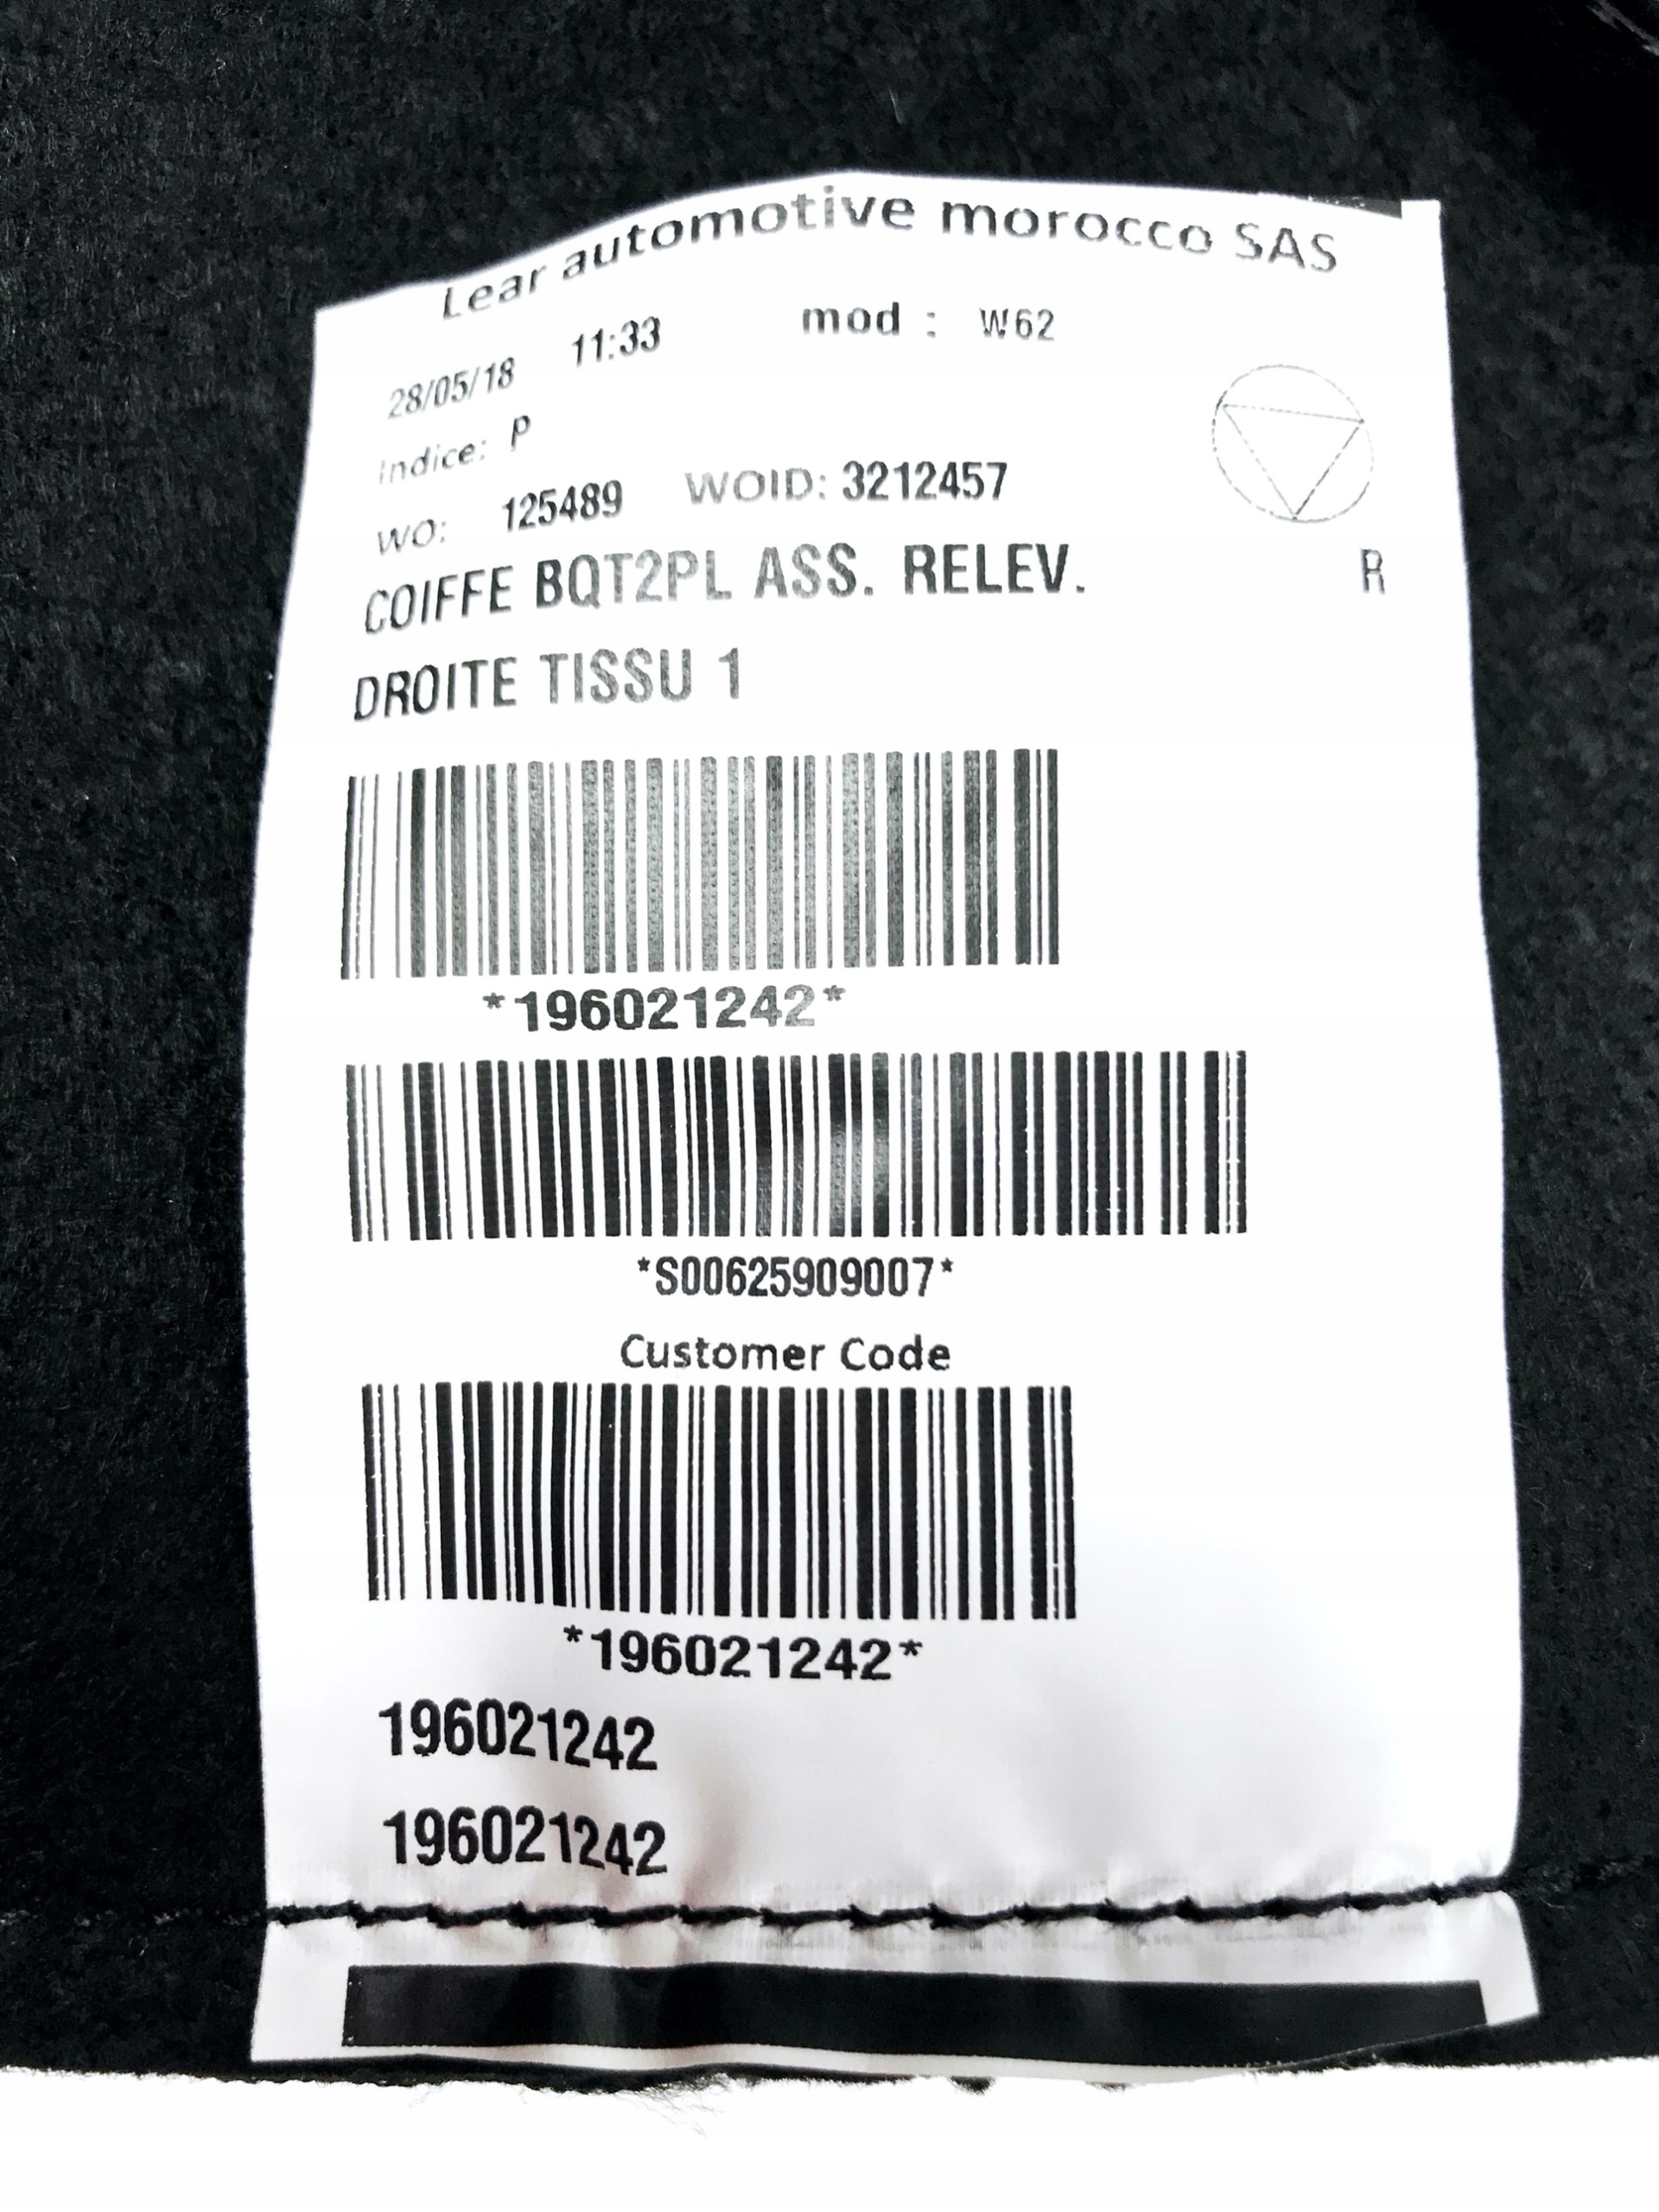 Lear automotive morocco SAS
28/05/18 11:33 mod : W62
Indice: P
WO: 125489 WOID: 3212457
COIFFE BQT2PL ASS. RELEV. R
DROITE TISSU 1
*196021242*
*S00625909007*
Customer Code
*196021242*
196021242
196021242